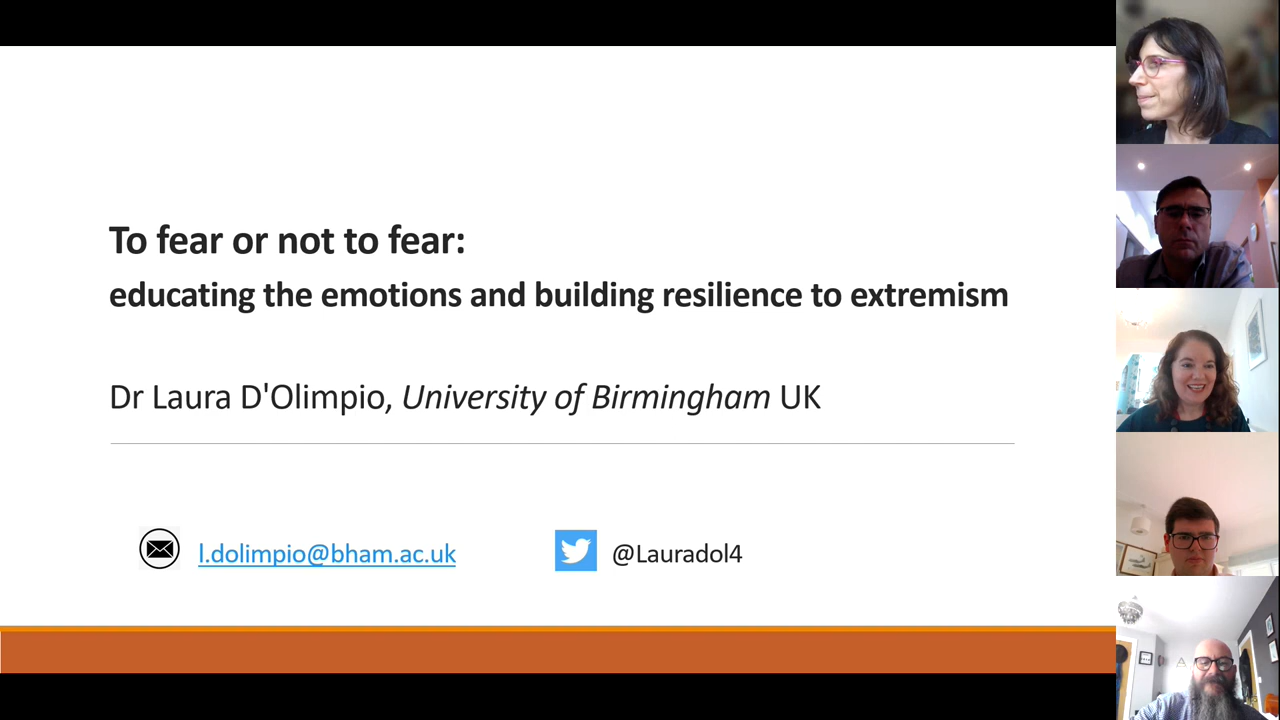 To fear or not to fear:
educating the emotions and building resilience to extremism
Dr Laura D'Olimpio, University of Birmingham UK
l.dolimpio@bham.ac.uk
@Lauradol4